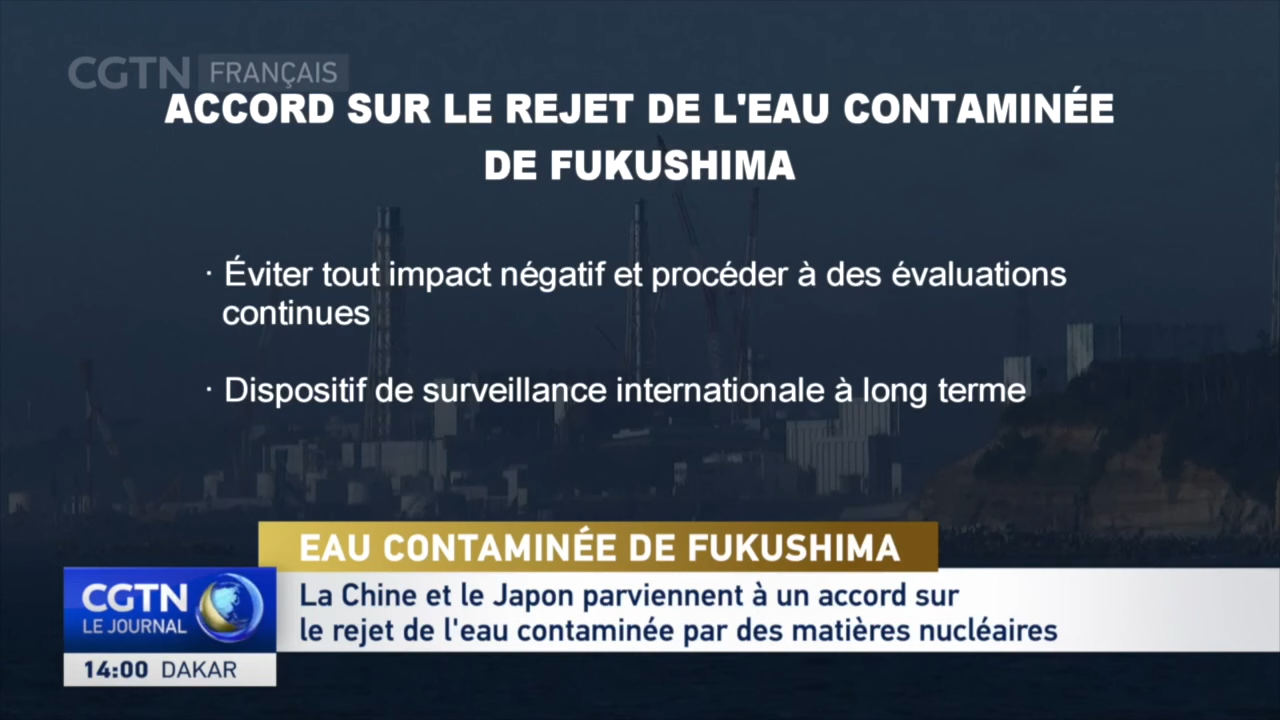 CGTN FRANÇAIS
ACCORD SUR LE REJET DE L'EAU CONTAMINÉE
DE FUKUSHIMA
· Éviter tout impact négatif et procéder à des évaluations
continues
· Dispositif de surveillance internationale à long terme
EAU CONTAMINÉE DE FUKUSHIMA
La Chine et le Japon parviennent à un accord sur
le rejet de l'eau contaminée par des matières nucléaires
CGTN
LE JOURNAL
14:00 DAKAR